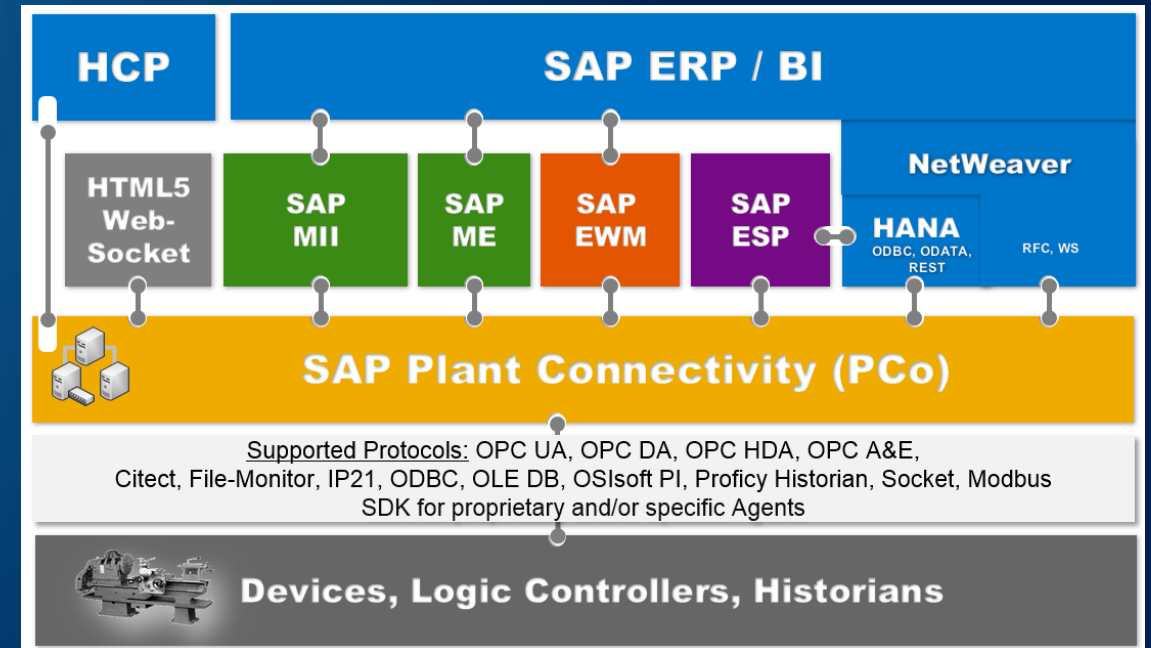 HCP
SAP ERP / BI
HTML5
Web-
Socket
SAP
MII
SAP
ME
SAP
EWM
SAP
ESP
NetWeaver
HANA
ODBC, ODATA,
REST
RFC, WS
SAP Plant Connectivity (PCo)
Supported Protocols: OPC UA, OPC DA, OPC HDA, OPC A&E,
Citect, File-Monitor, IP21, ODBC, OLE DB, OSIsoft PI, Proficy Historian, Socket, Modbus
SDK for proprietary and/or specific Agents
Devices, Logic Controllers, Historians